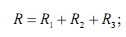 R = R₁ + R₂ + R₃;